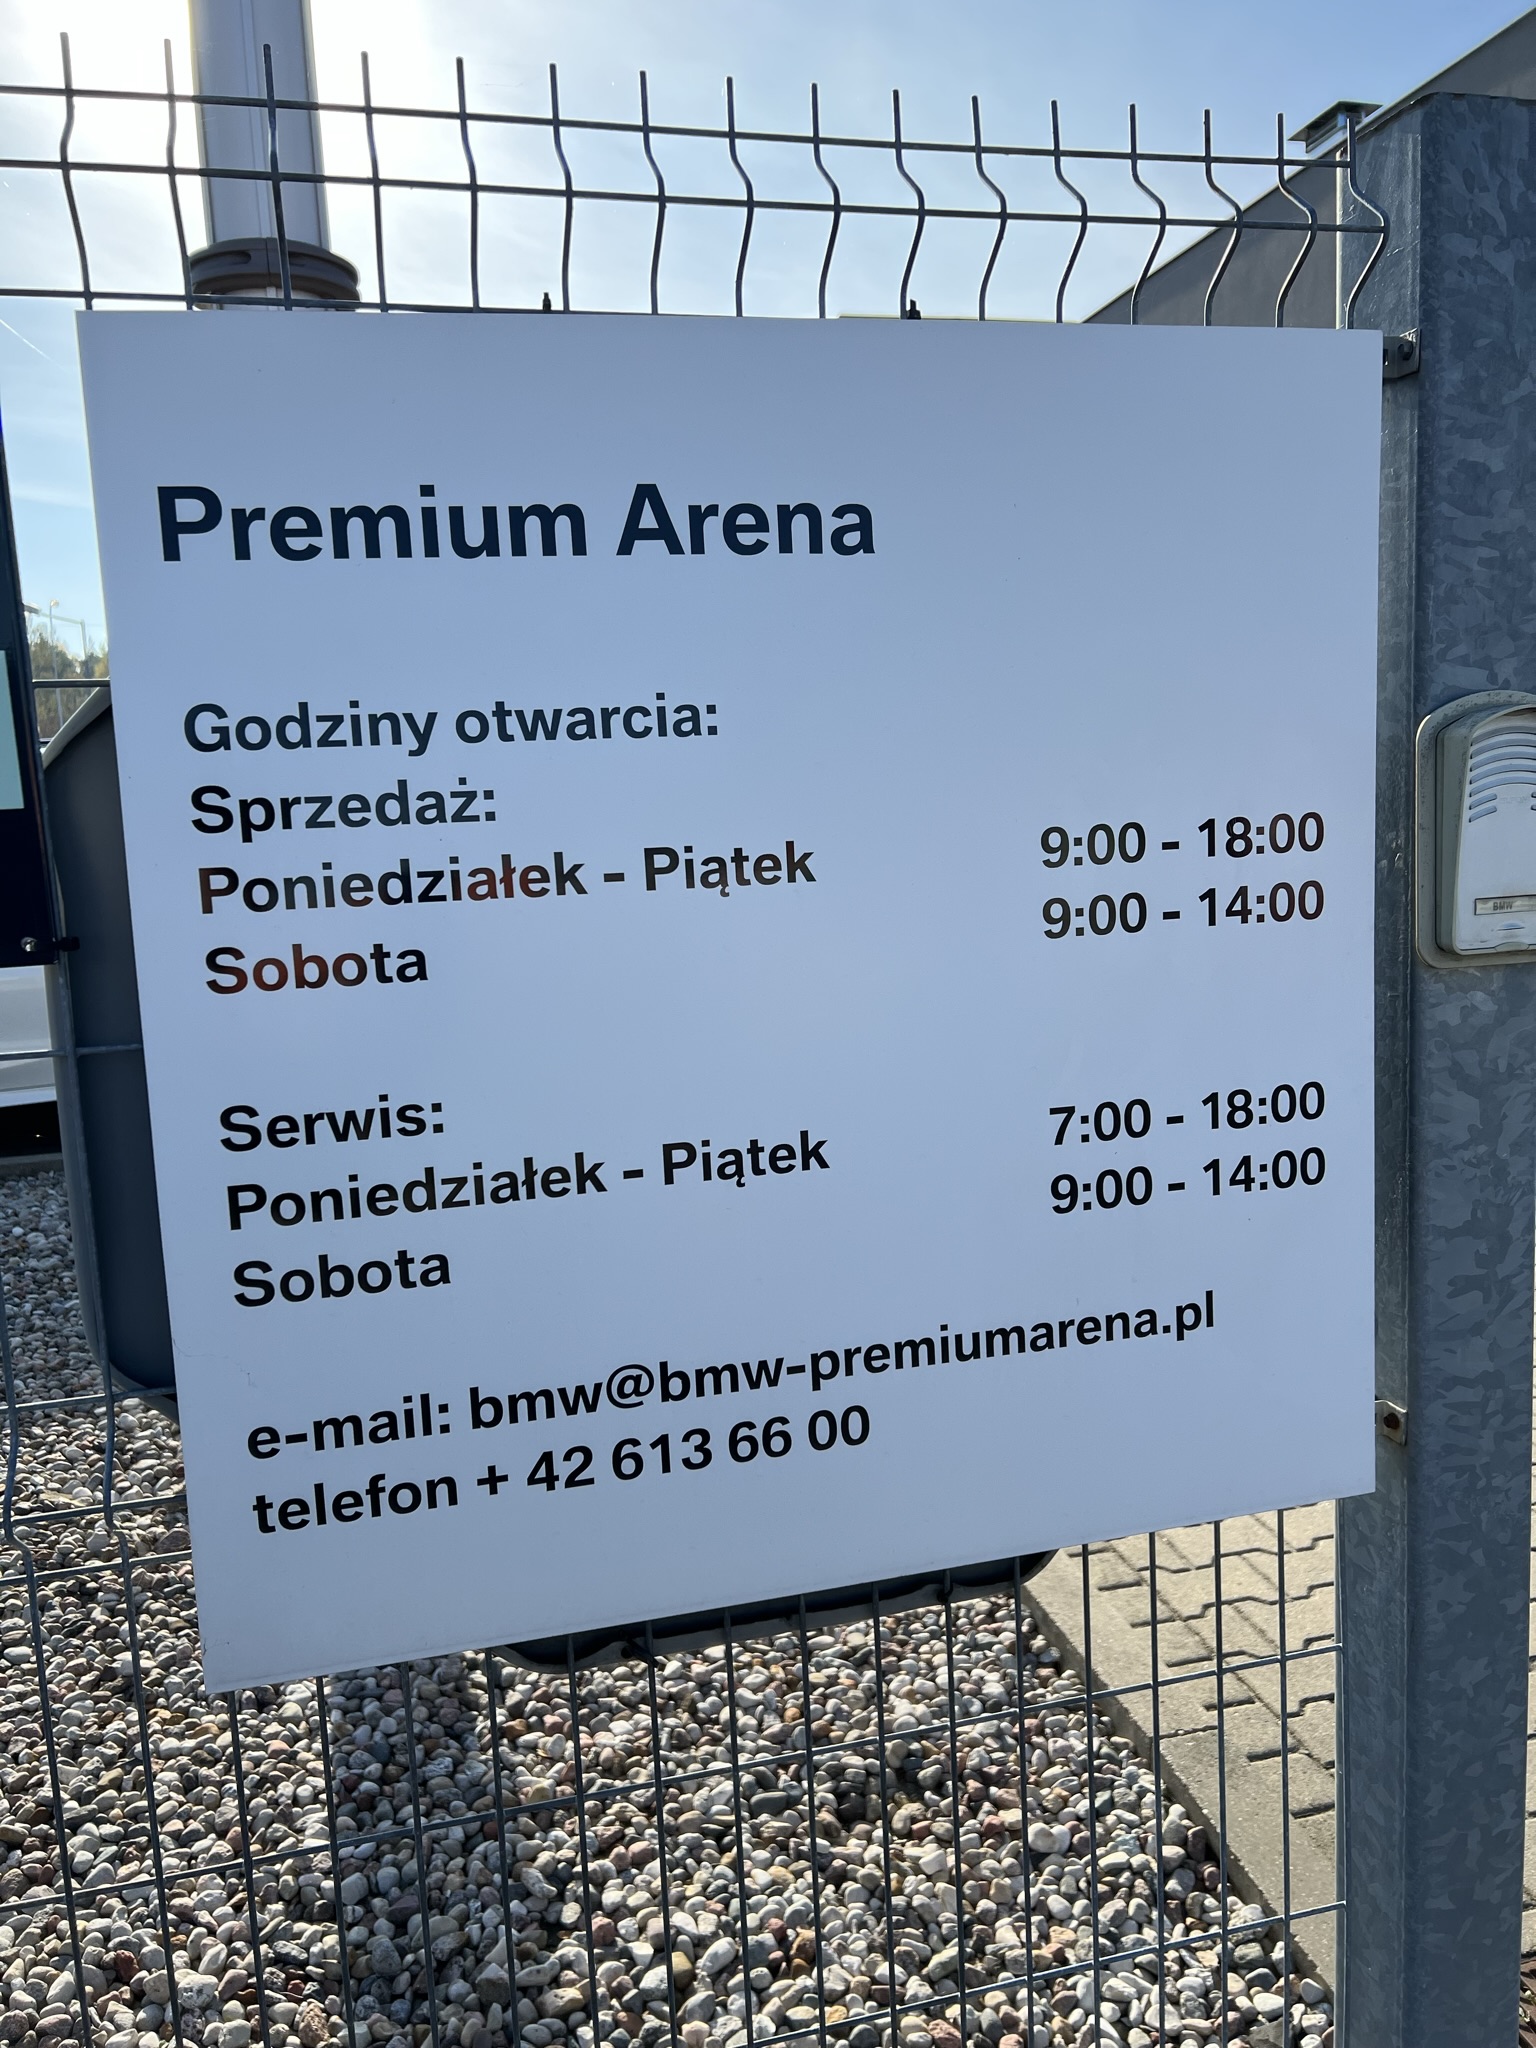 Premium Arena
Godziny otwarcia:
Sprzedaż:
Poniedziałek - Piątek 9:00 - 18:00
Sobota 9:00 - 14:00
Serwis:
Poniedziałek - Piątek 7:00 - 18:00
Sobota 9:00 - 14:00
e-mail: bmw@bmw-premiumarena.pl
telefon + 42 613 66 00
BMW